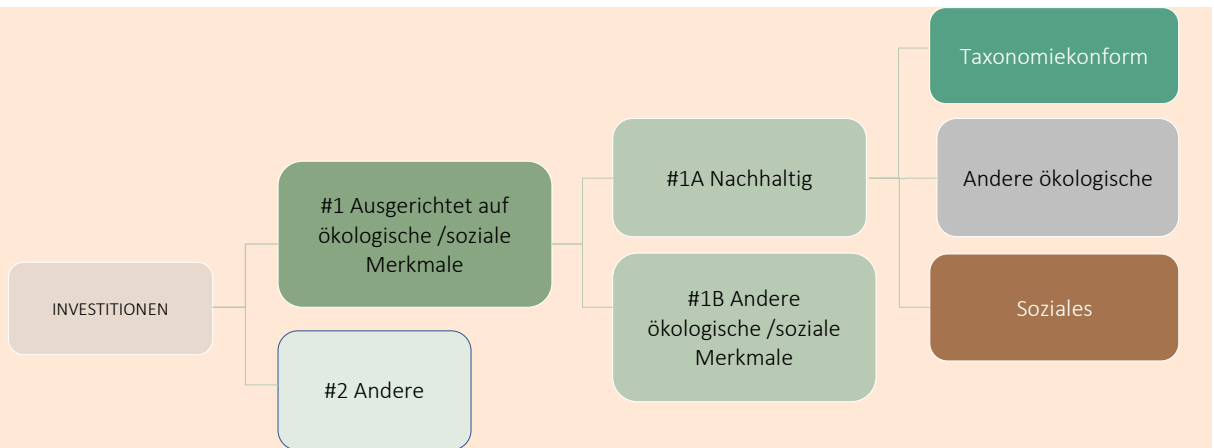 INVESTITIONEN
#1 Ausgerichtet auf
ökologische /soziale
Merkmale
#2 Andere
#1A Nachhaltig
#1B Andere
ökologische /soziale
Merkmale
Taxonomiekonform
Andere ökologische
Soziales